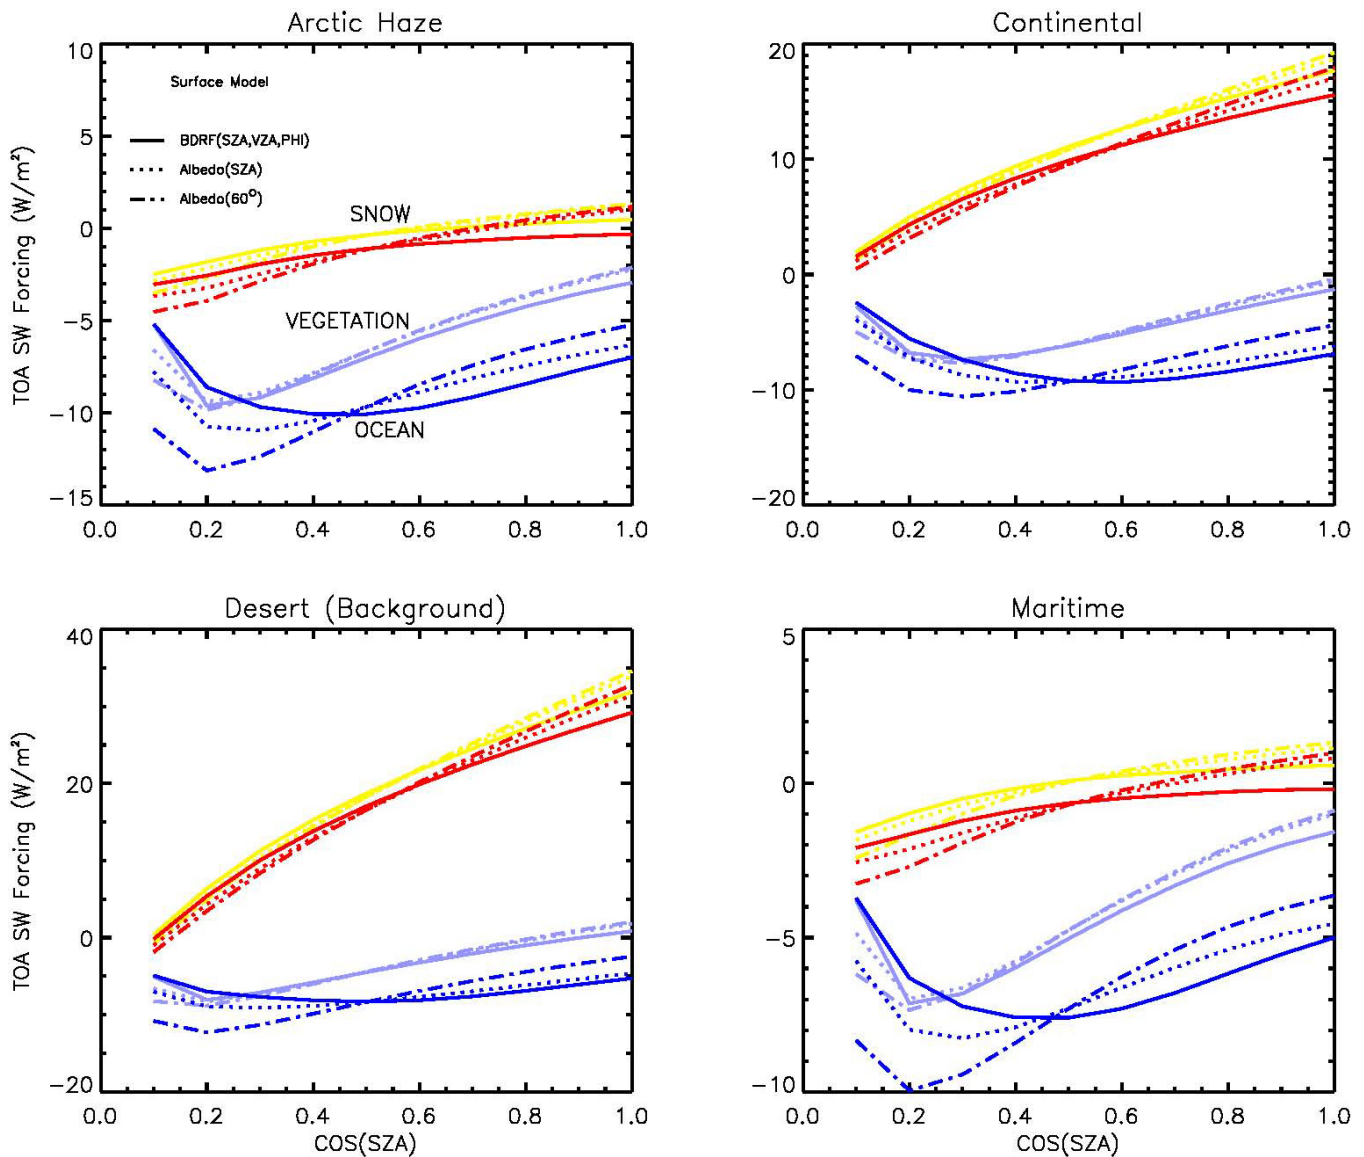 Arctic Haze
10
5
0
−5
−10
−15
TOA SW Forcing (W/m²)
Surface Model
BDRF(SZA,VZA,PHI)
Albedo(SZA)
Albedo(60°)
SNOW
VEGETATION
OCEAN
0.0 0.2 0.4 0.6 0.8 1.0
Continental
20
10
0
−10
−20
0.0 0.2 0.4 0.6 0.8 1.0
Desert (Background)
40
20
0
−20
TOA SW Forcing (W/m²)
0.0 0.2 0.4 0.6 0.8 1.0
COS(SZA)
Maritime
5
0
−5
−10
0.0 0.2 0.4 0.6 0.8 1.0
COS(SZA)